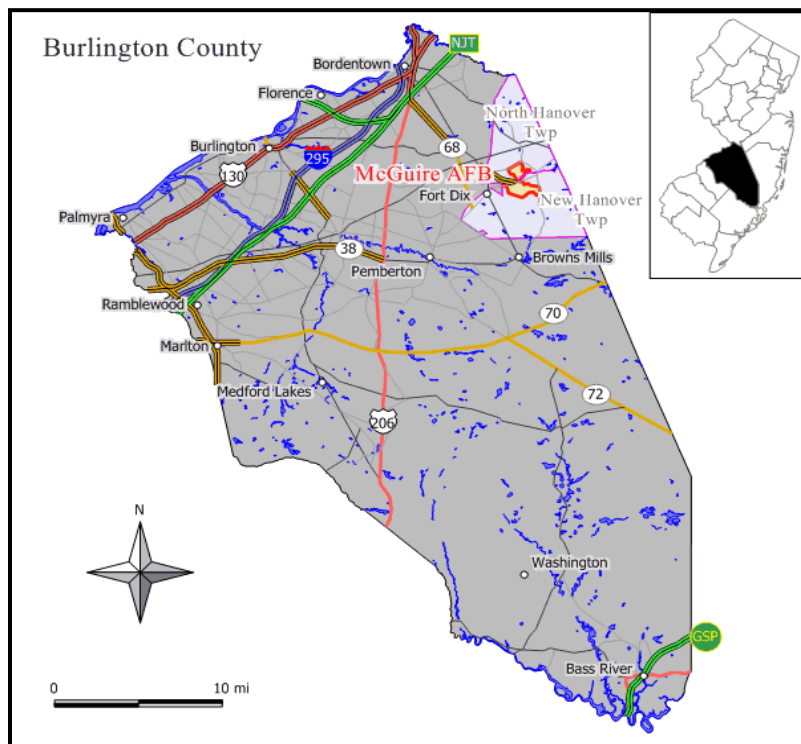 Burlington County
NJT
Bordentown
Florence
North Hanover
Twp
Burlington
68
295
130
McGuire AFB
Fort Dix
New Hanover
Twp
Palmyra
38
Pemberton
Browns Mills
Ramblewood
70
Marlton
Medford Lakes
72
206
N
Washington
GSP
Bass River
0
10 mi